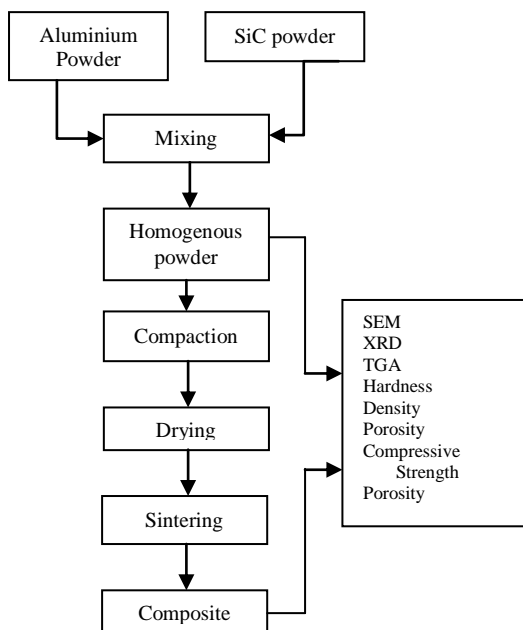 Aluminium
Powder
SiC powder
Mixing
Homogenous
powder
Compaction
Drying
Sintering
Composite
SEM
XRD
TGA
Hardness
Density
Porosity
Compressive
Strength
Porosity